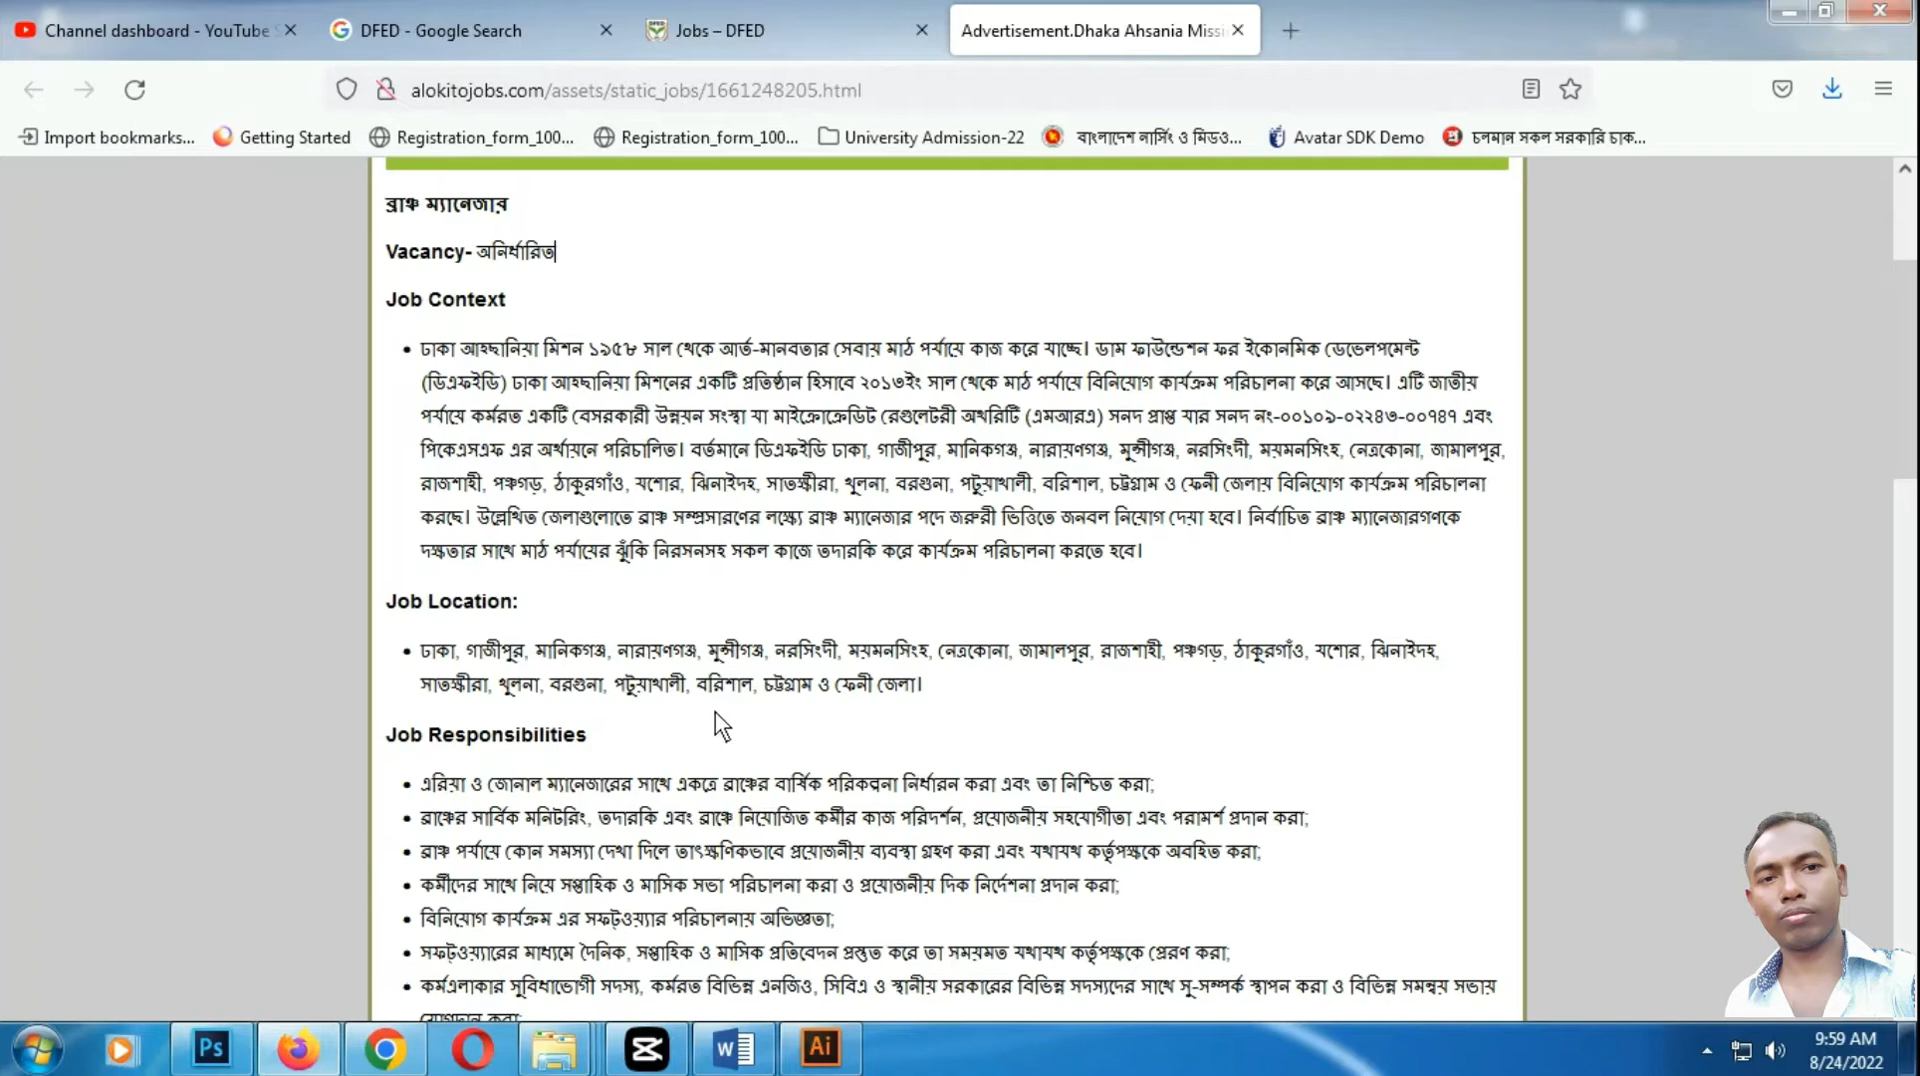 Channel dashboard - YouTube S
DFED - Google Search
Jobs – DFED
Advertisement.Dhaka Ahsania Missi
alokitojobs.com/assets/static_jobs/1661248205.html
Import bookmarks...
Getting Started
Registration_form_100...
Registration_form_100...
University Admission-22
বাংলাদেশ নার্সিং ও মিডও...
Avatar SDK Demo
চলমান সকল সরকারি চাক...
ব্রাঞ্চ ম্যানেজার
Vacancy- অনির্ধারিত
Job Context
ঢাকা আহছানিয়া মিশন ১৯৫৮ সাল থেকে আর্ত-মানবতার সেবায় মাঠ পর্যায়ে কাজ করে যাচ্ছে। ডাম ফাউন্ডেশন ফর ইকোনমিক ডেভেলপমেন্ট
(ডিএফইডি) ঢাকা আহছানিয়া মিশনের একটি প্রতিষ্ঠান হিসাবে ২০১৩ইং সাল থেকে মাঠ পর্যায়ে বিনিয়োগ কার্যক্রম পরিচালনা করে আসছে। এটি জাতীয়
পর্যায়ে কর্মরত একটি বেসরকারী উন্নয়ন সংস্থা যা মাইক্রোক্রেডিট রেগুলেটরী অথরিটি (এমআরএ) সনদ প্রাপ্ত যার সনদ নং-০০১০৯-০২২৪৩-০০৭৪৭ এবং
পিকেএসএফ এর অর্থায়নে পরিচালিত। বর্তমানে ডিএফইডি ঢাকা, গাজীপুর, মানিকগঞ্জ, নারায়ণগঞ্জ, মুন্সীগঞ্জ, নরসিংদী, ময়মনসিংহ, নেত্রকোনা, জামালপুর,
রাজশাহী, পঞ্চগড়, ঠাকুরগাঁও, যশোর, ঝিনাইদহ, সাতক্ষীরা, খুলনা, বরগুনা, পটুয়াখালী, বরিশাল, চট্টগ্রাম ও ফেনী জেলায় বিনিয়োগ কার্যক্রম পরিচালনা
করছে। উল্লেখিত জেলাগুলোতে ব্রাঞ্চ সম্প্রসারণের লক্ষ্যে ব্রাঞ্চ ম্যানেজার পদে জরুরী ভিত্তিতে জনবল নিয়োগ দেয়া হবে। নির্বাচিত ব্রাঞ্চ ম্যানেজারগণকে
দক্ষতার সাথে মাঠ পর্যায়ের ঝুঁকি নিরসনসহ সকল কাজে তদারকি করে কার্যক্রম পরিচালনা করতে হবে।
Job Location:
ঢাকা, গাজীপুর, মানিকগঞ্জ, নারায়ণগঞ্জ, মুন্সীগঞ্জ, নরসিংদী, ময়মনসিংহ, নেত্রকোনা, জামালপুর, রাজশাহী, পঞ্চগড়, ঠাকুরগাঁও, যশোর, ঝিনাইদহ,
সাতক্ষীরা, খুলনা, বরগুনা, পটুয়াখালী, বরিশাল, চট্টগ্রাম ও ফেনী জেলা।
Job Responsibilities
এরিয়া ও জোনাল ম্যানেজারের সাথে একত্রে ব্রাঞ্চের বার্ষিক পরিকল্পনা নির্ধারন করা এবং তা নিশ্চিত করা;
ব্রাঞ্চের সার্বিক মনিটরিং, তদারকি এবং ব্রাঞ্চে নিয়োজিত কর্মীর কাজ পরিদর্শন, প্রয়োজনীয় সহযোগীতা এবং পরামর্শ প্রদান করা;
ব্রাঞ্চ পর্যায়ে কোন সমস্যা দেখা দিলে তাৎক্ষণিকভাবে প্রয়োজনীয় ব্যবস্থা গ্রহণ করা এবং যথাযথ কর্তৃপক্ষকে অবহিত করা;
কর্মীদের সাথে নিয়ে সপ্তাহিক ও মাসিক সভা পরিচালনা করা ও প্রয়োজনীয় দিক নির্দেশনা প্রদান করা;
বিনিয়োগ কার্যক্রম এর সফট্ওয়্যার পরিচালনায় অভিজ্ঞতা;
সফট্ওয়্যারের মাধ্যমে দৈনিক, সপ্তাহিক ও মাসিক প্রতিবেদন প্রস্তুত করে তা সময়মত যথাযথ কর্তৃপক্ষকে প্রেরণ করা;
কর্মএলাকার সুবিধাভোগী সদস্য, কর্মরত বিভিন্ন এনজিও, সিবিএ ও স্থানীয় সরকারের বিভিন্ন সদস্যদের সাথে সু-সম্পর্ক স্থাপন করা ও বিভিন্ন সমন্বয় সভায়
যোগদান করা;
Ps
W
Ai
9:59 AM
8/24/2022